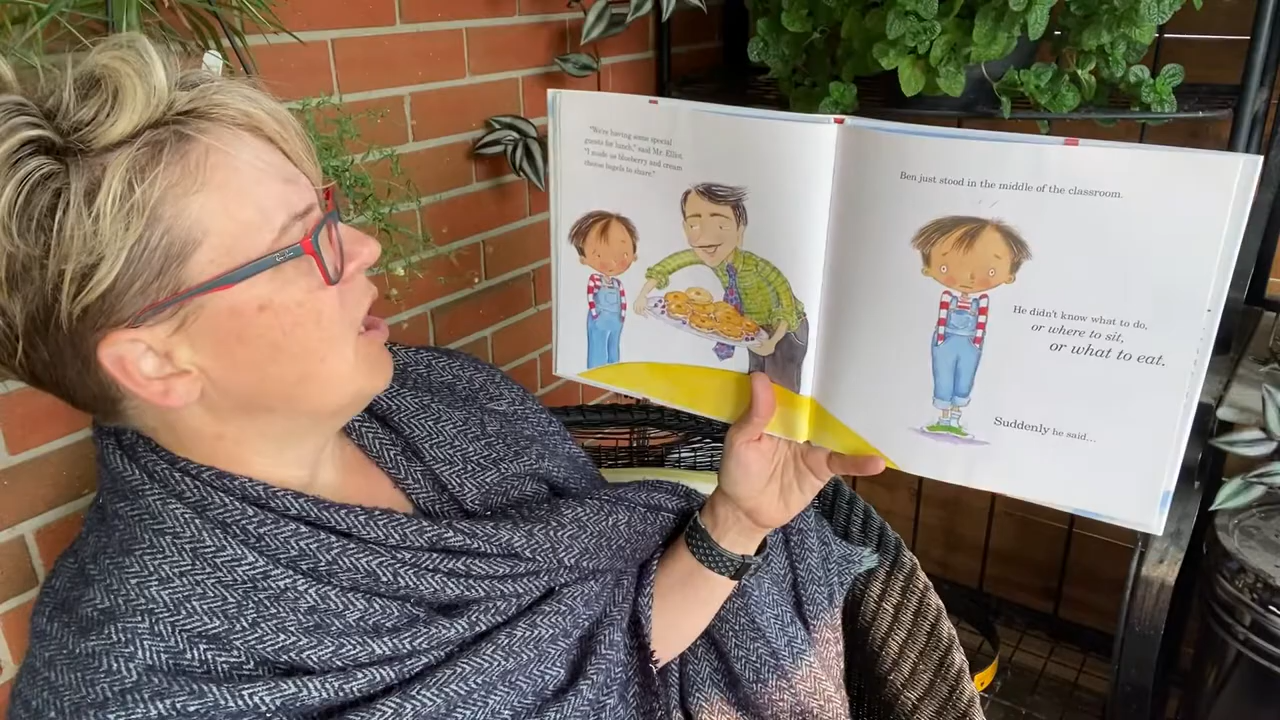 "We're having some special
guests for lunch," said Mr. Elliot.
"I made us blueberry and cream
cheese bagels to share."
Ben just stood in the middle of the classroom.
He didn't know what to do,
or where to sit,
or what to eat.
Suddenly he said...